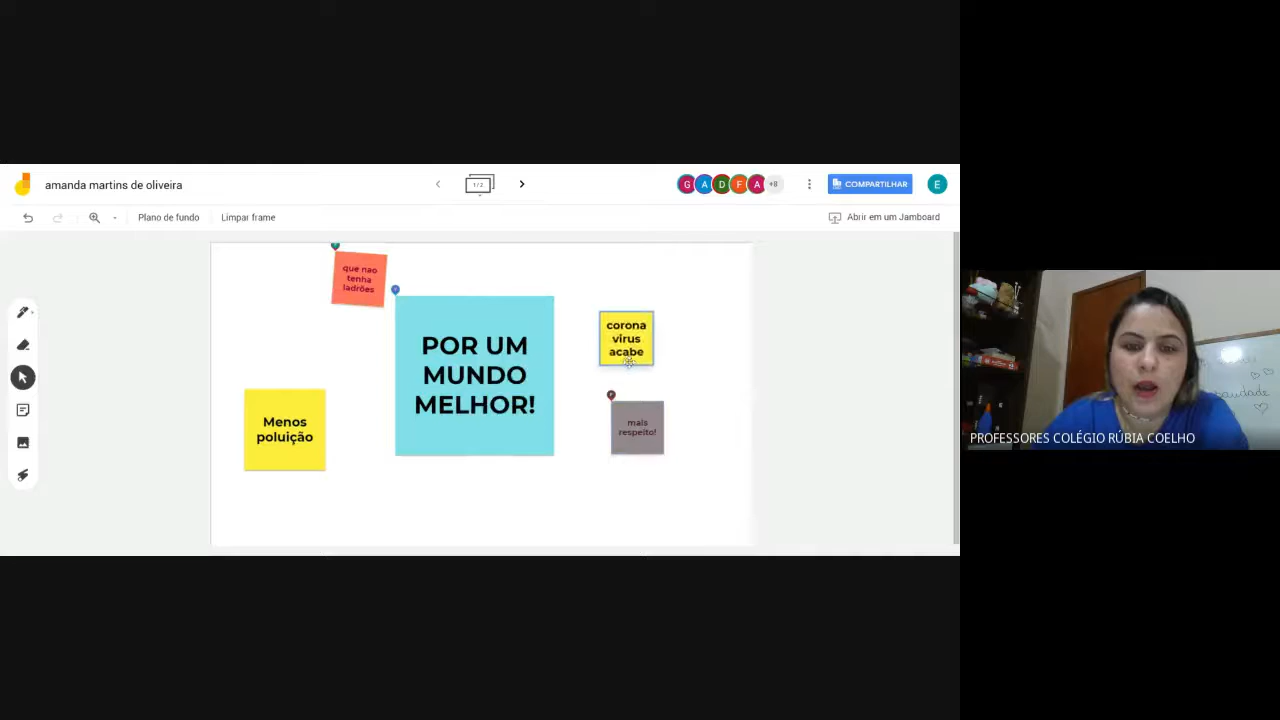 amanda martins de oliveira
1/2
G A D F A +8
COMPARTILHAR
E
Plano de fundo
Limpar frame
Abrir em um Jamboard
que nao
tenha
ladrões
POR UM
MUNDO
MELHOR!
corona
virus
acabe
Menos
poluição
mais
respeito!
PROFESSORES COLÉGIO RÚBIA COELHO